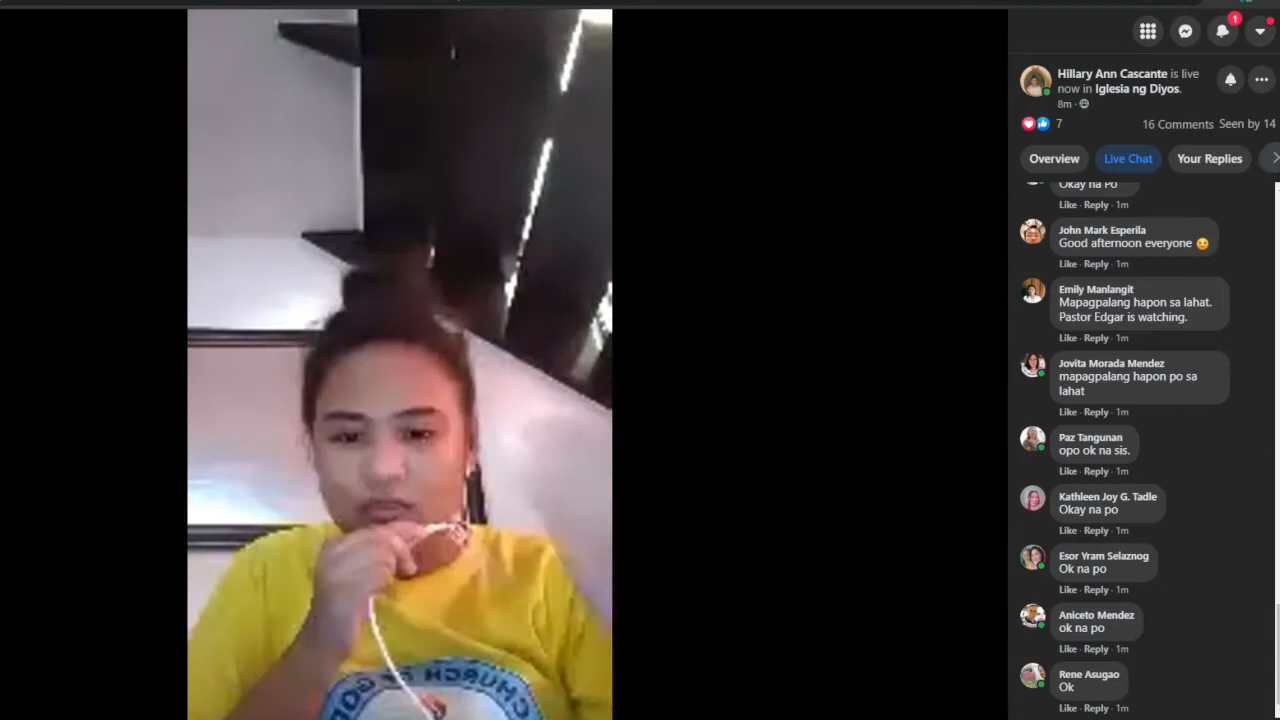 1
Hillary Ann Cascante is live
now in Iglesia ng Diyos.
8m ·
7
16 Comments Seen by 14
Overview
Live Chat
Your Replies
Okay na Po
Like · Reply · 1m
John Mark Esperila
Good afternoon everyone 😉
Like · Reply · 1m
Emily Manlangit
Mapagpalang hapon sa lahat.
Pastor Edgar is watching.
Like · Reply · 1m
Jovita Morada Mendez
mapagpalang hapon po sa
lahat
Like · Reply · 1m
Paz Tangunan
opo ok na sis.
Like · Reply · 1m
Kathleen Joy G. Tadle
Okay na po
Like · Reply · 1m
Esor Yram Selaznog
Ok na po
Like · Reply · 1m
Aniceto Mendez
ok na po
Like · Reply · 1m
Rene Asugao
Ok
Like · Reply · 1m
CHURCH OF GOD